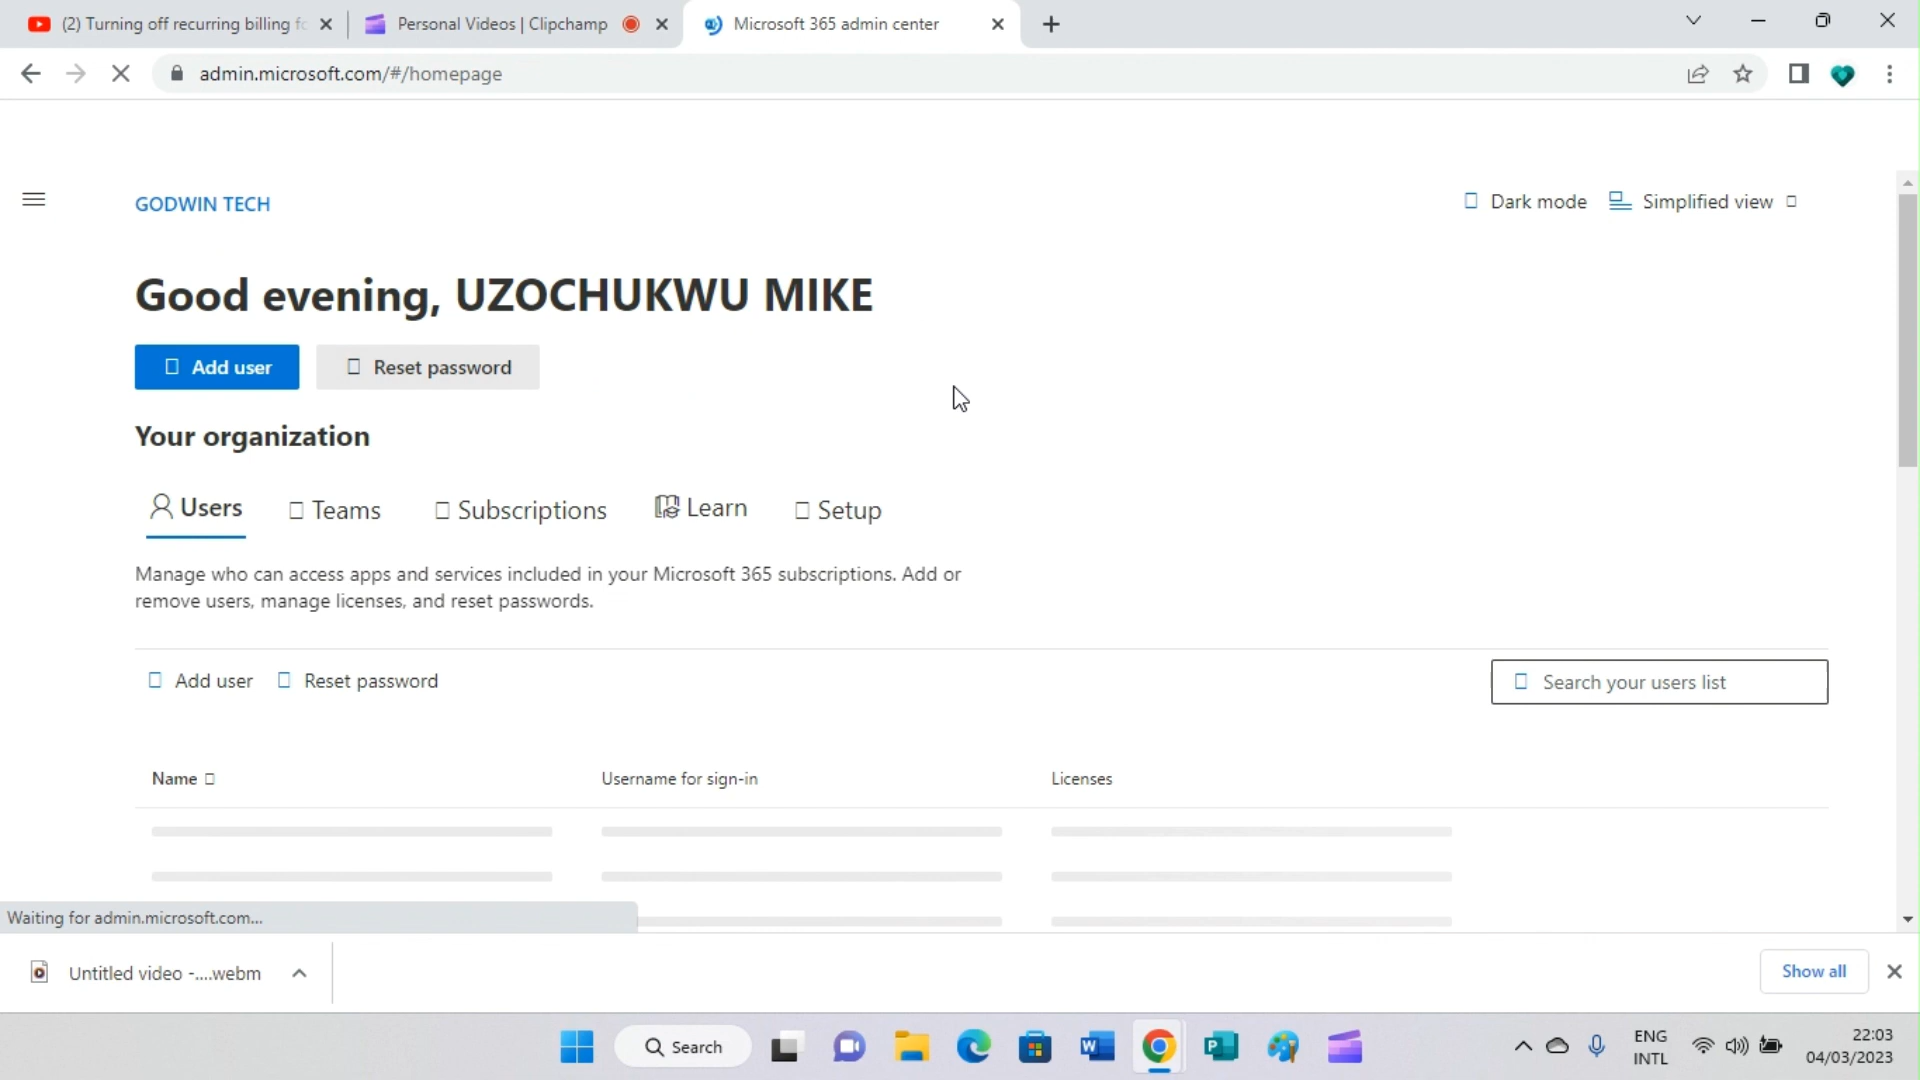 (2) Turning off recurring billing fo
Personal Videos | Clipchamp
Microsoft 365 admin center
admin.microsoft.com/#/homepage
GODWIN TECH
Dark mode
Simplified view
Good evening, UZOCHUKWU MIKE
Add user
Reset password
Your organization
Users
Teams
Subscriptions
Learn
Setup
Manage who can access apps and services included in your Microsoft 365 subscriptions. Add or
remove users, manage licenses, and reset passwords.
Add user
Reset password
Search your users list
Name
Username for sign-in
Licenses
Waiting for admin.microsoft.com...
Untitled video -....webm
Show all
Search
ENG
INTL
22:03
04/03/2023